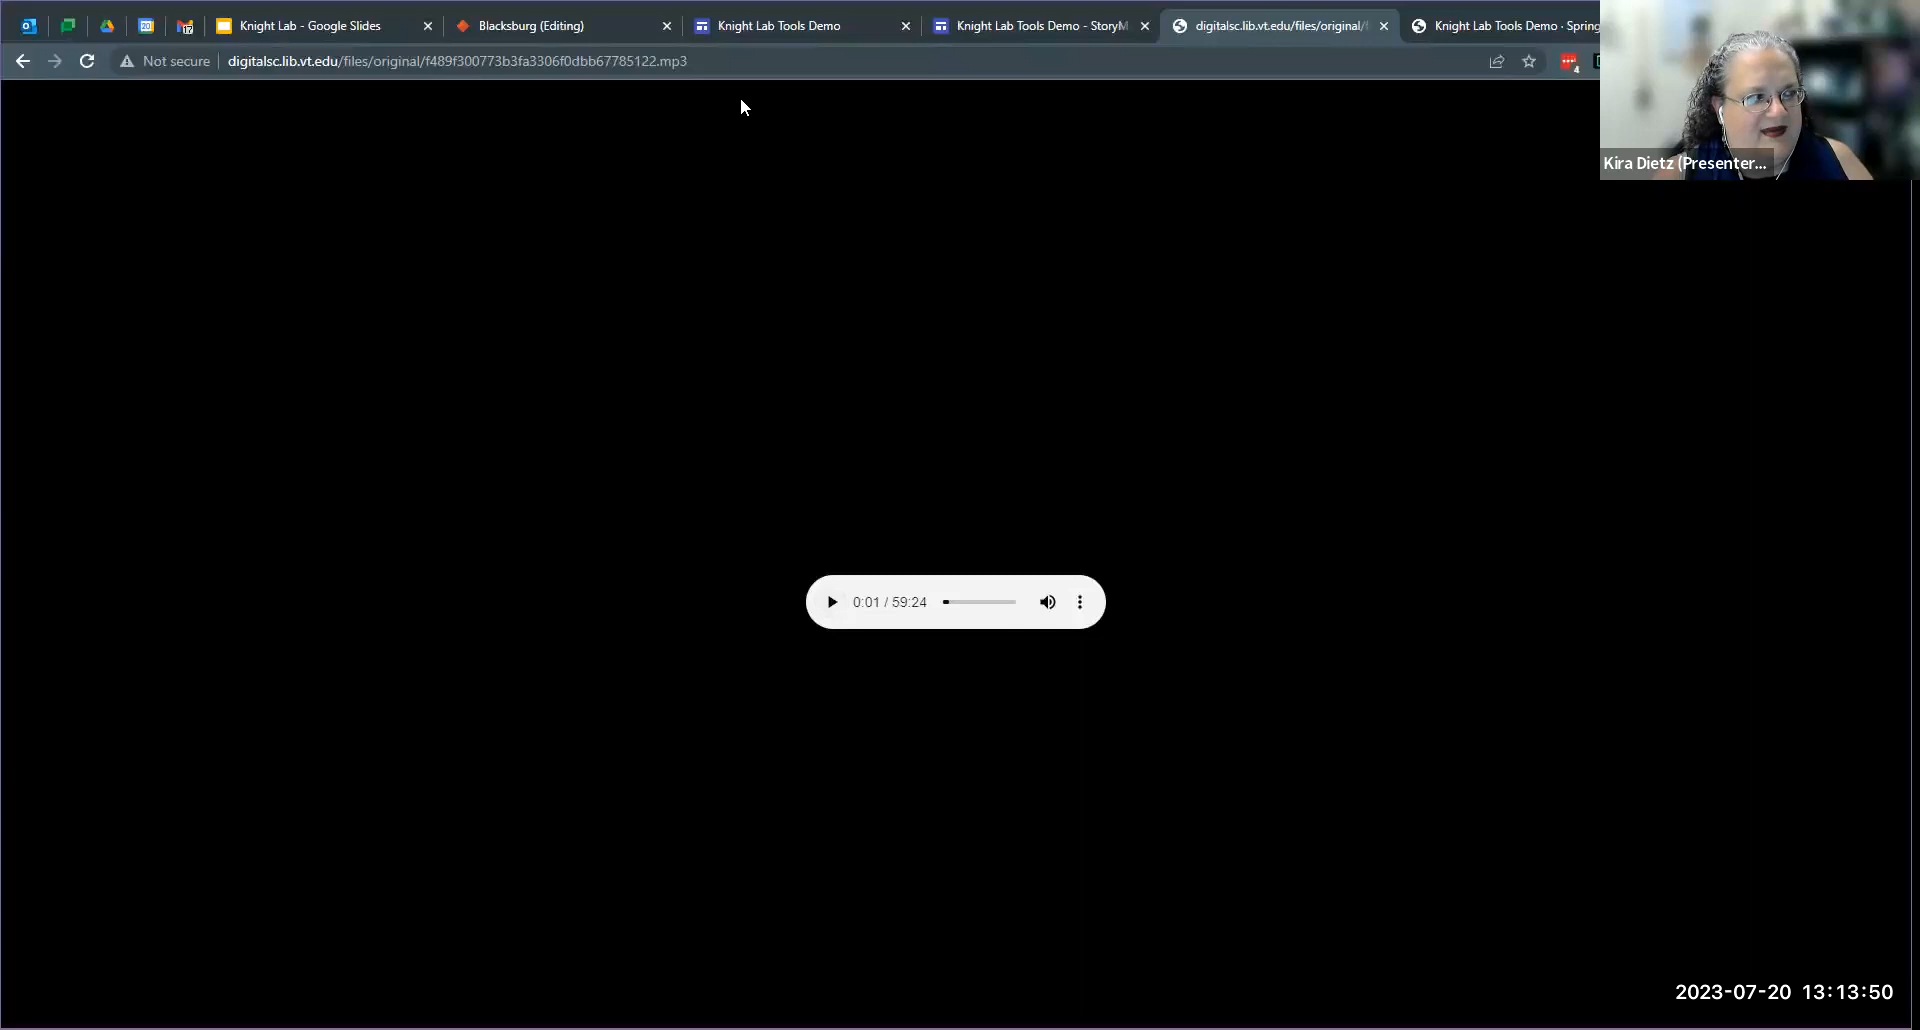 Knight Lab - Google Slides
Blacksburg (Editing)
Knight Lab Tools Demo
Knight Lab Tools Demo - StoryM
digitalsc.lib.vt.edu/files/original/
Knight Lab Tools Demo · Spring
Not secure
digitalsc.lib.vt.edu/files/original/f489f300773b3fa3306f0dbb67785122.mp3
4
Kira Dietz (Presenter...
0:01 / 59:24
2023-07-20 13:13:50